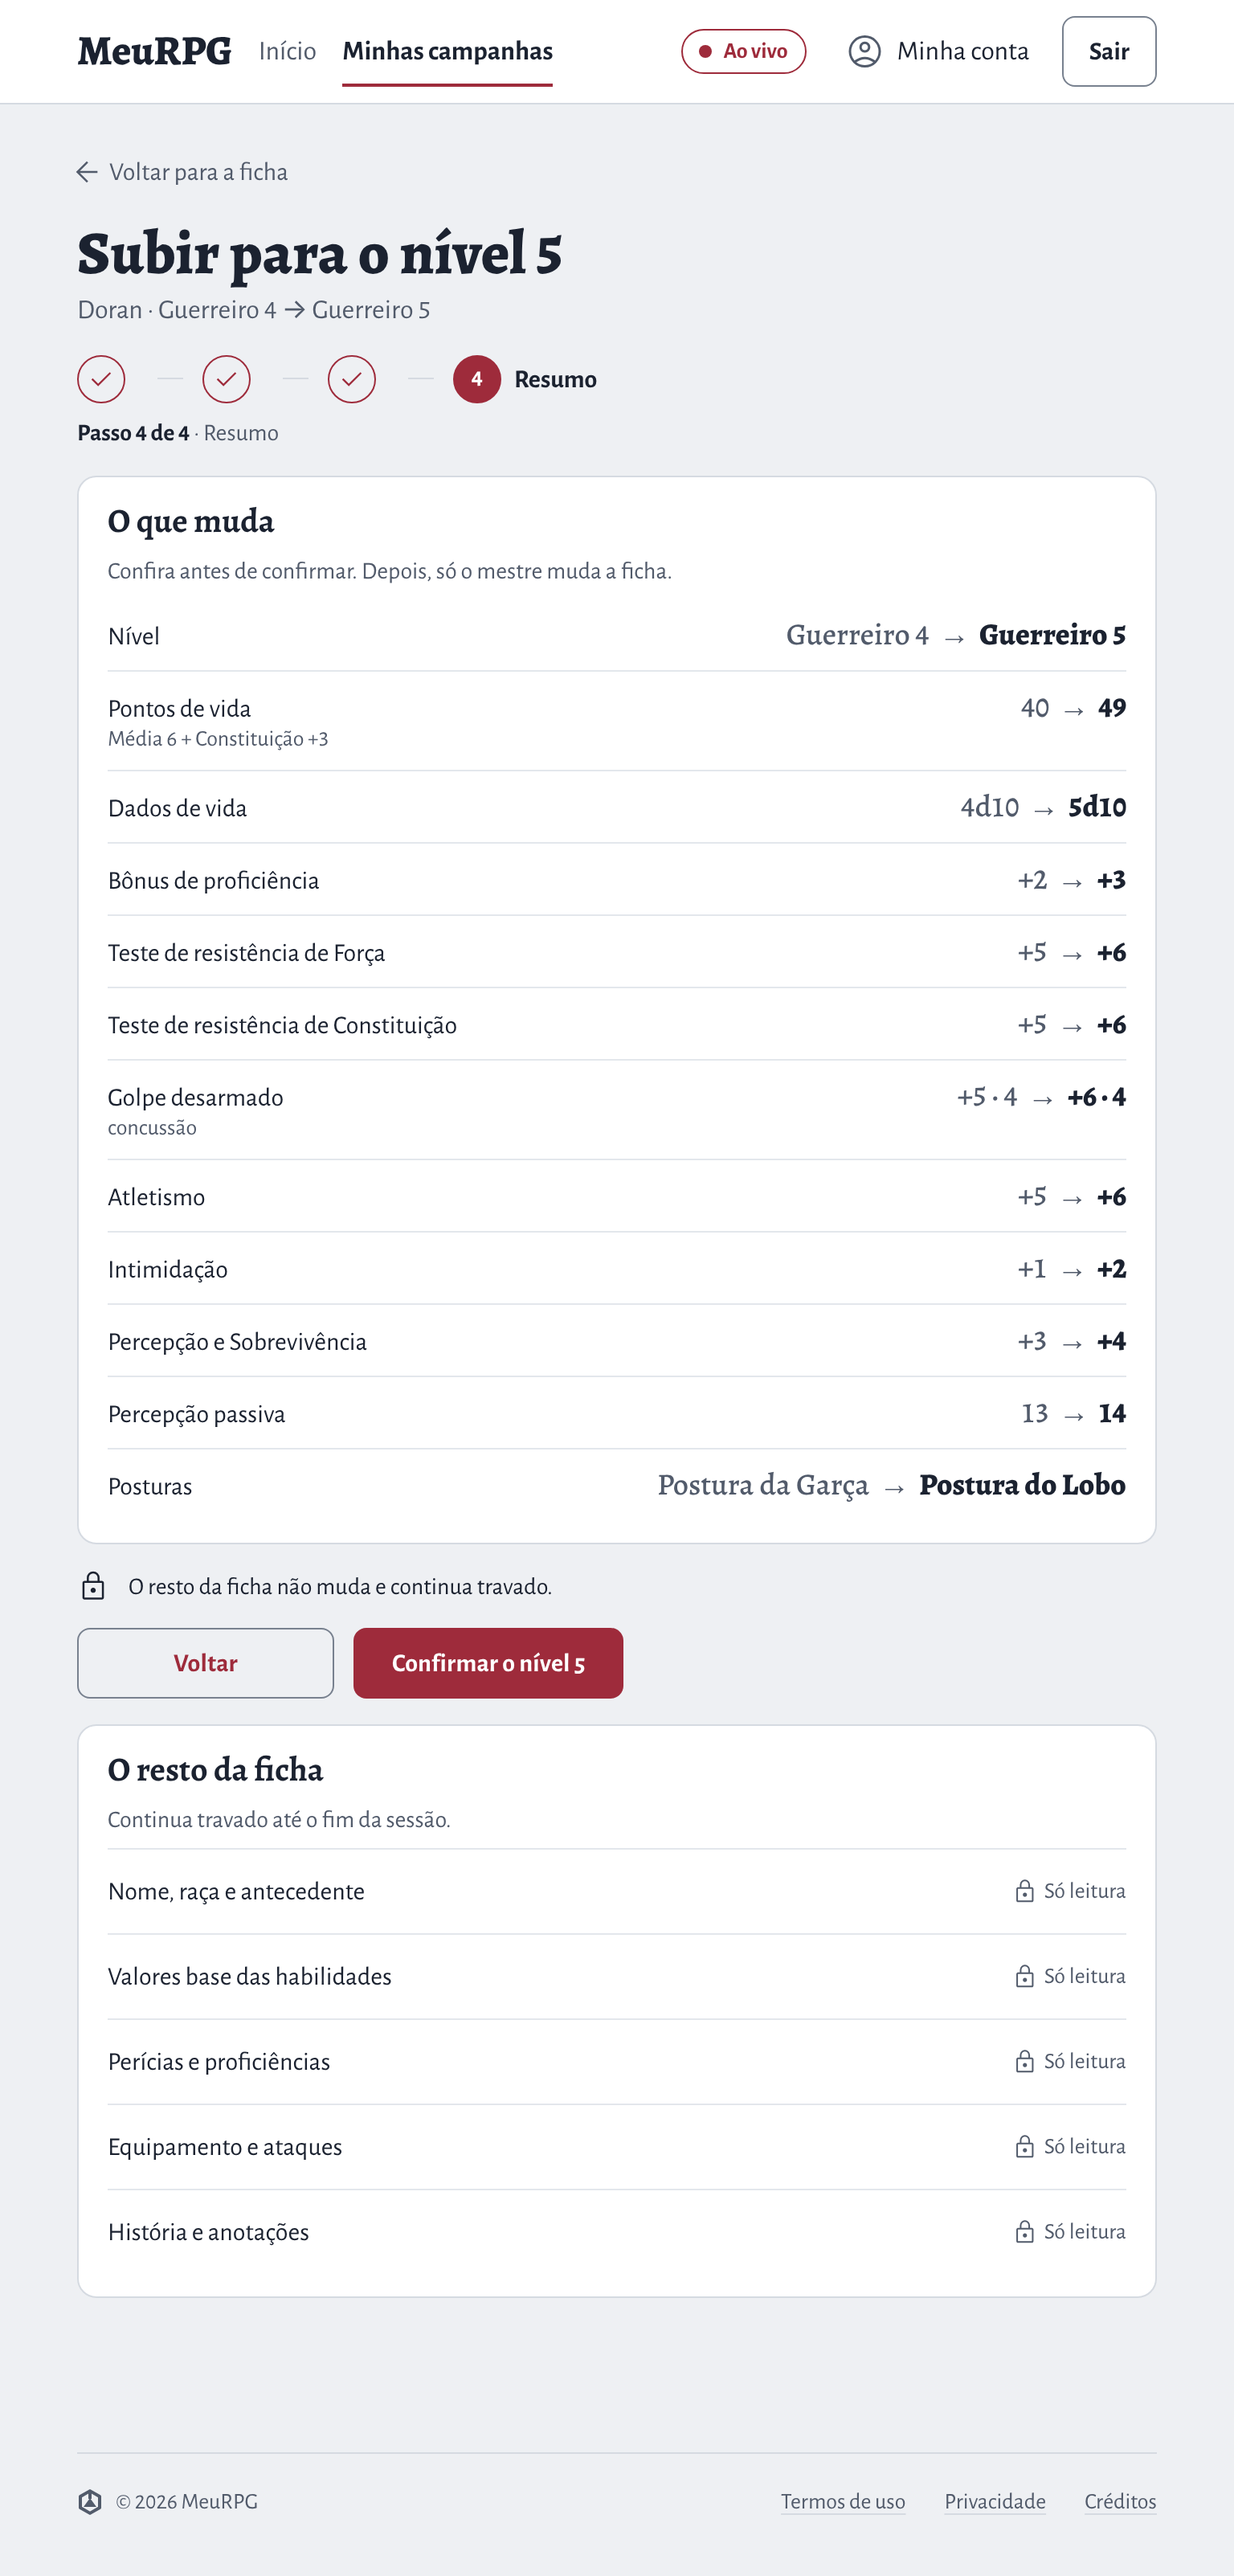 MeuRPG Início Minhas campanhas Ao vivo Minha conta Sair
← Voltar para a ficha
Subir para o nível 5
Doran · Guerreiro 4 → Guerreiro 5
4 Resumo
Passo 4 de 4 · Resumo
O que muda
Confira antes de confirmar. Depois, só o mestre muda a ficha.
Nível Guerreiro 4 → Guerreiro 5
Pontos de vida 40 → 49
Média 6 + Constituição +3
Dados de vida 4d10 → 5d10
Bônus de proficiência +2 → +3
Teste de resistência de Força +5 → +6
Teste de resistência de Constituição +5 → +6
Golpe desarmado +5 · 4 → +6 · 4
concussão
Atletismo +5 → +6
Intimidação +1 → +2
Percepção e Sobrevivência +3 → +4
Percepção passiva 13 → 14
Posturas Postura da Garça → Postura do Lobo
O resto da ficha não muda e continua travado.
Voltar Confirmar o nível 5
O resto da ficha
Continua travado até o fim da sessão.
Nome, raça e antecedente Só leitura
Valores base das habilidades Só leitura
Perícias e proficiências Só leitura
Equipamento e ataques Só leitura
História e anotações Só leitura
© 2026 MeuRPG Termos de uso Privacidade Créditos